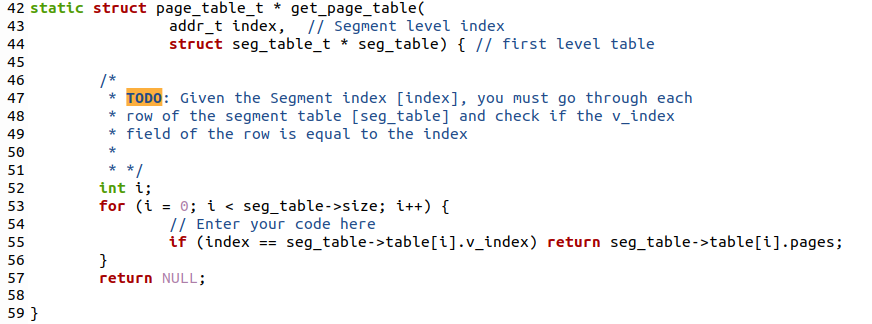 42 static struct page_table_t * get_page_table(
43                 addr_t index,   // Segment level index
44                 struct seg_table_t * seg_table) { // first level table
45
46         /*
47          * TODO: Given the Segment index [index], you must go through each
48          * row of the segment table [seg_table] and check if the v_index
49          * field of the row is equal to the index
50          *
51          * */
52         int i;
53         for (i = 0; i < seg_table->size; i++) {
54                 // Enter your code here
55                 if (index == seg_table->table[i].v_index) return seg_table->table[i].pages;
56         }
57         return NULL;
58
59 }